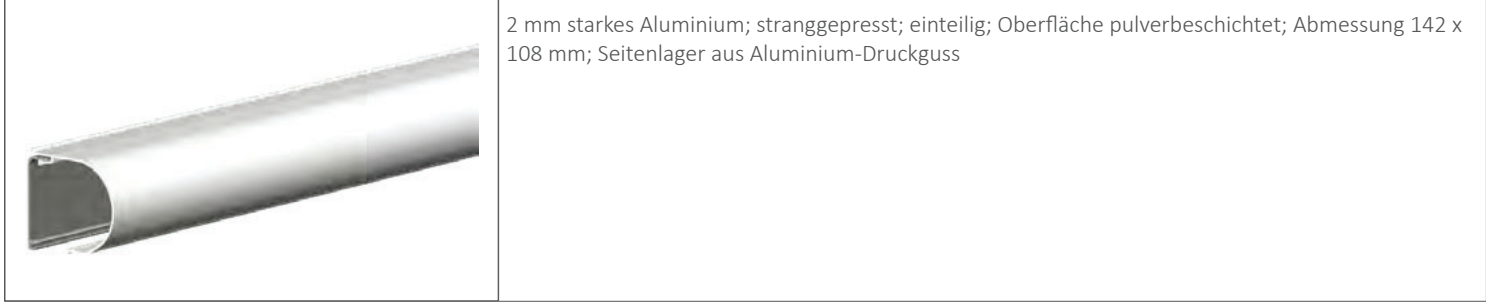 2 mm starkes Aluminium; stranggepresst; einteilig; Oberfläche pulverbeschichtet; Abmessung 142 x
108 mm; Seitenlager aus Aluminium-Druckguss